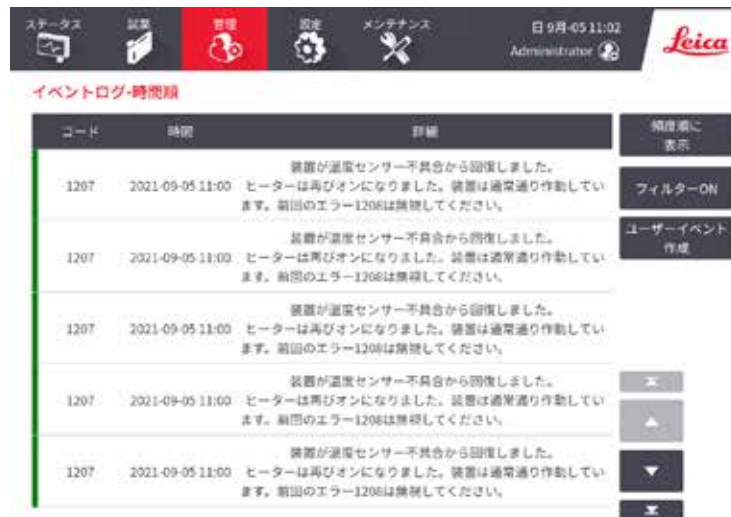 ステータス
試薬
管理
設定
メンテナンス
日 9月-05 11:02
Administrator
Leica
イベントログ-時間順
コード
時間
詳細
頻度順に
表示
フィルターON
ユーザーイベント
作成
装置が温度センサー不具合から回復しました。
1207
2021-09-05 11:00
ヒーターは再びオンになりました。装置は通常通り作動してい
ます。前回のエラー1208は無視してください。
装置が温度センサー不具合から回復しました。
1207
2021-09-05 11:00
ヒーターは再びオンになりました。装置は通常通り作動してい
ます。前回のエラー1208は無視してください。
装置が温度センサー不具合から回復しました。
1207
2021-09-05 11:00
ヒーターは再びオンになりました。装置は通常通り作動してい
ます。前回のエラー1208は無視してください。
装置が温度センサー不具合から回復しました。
1207
2021-09-05 11:00
ヒーターは再びオンになりました。装置は通常通り作動してい
ます。前回のエラー1208は無視してください。
装置が温度センサー不具合から回復しました。
1207
2021-09-05 11:00
ヒーターは再びオンになりました。装置は通常通り作動してい
ます。前回のエラー1208は無視してください。